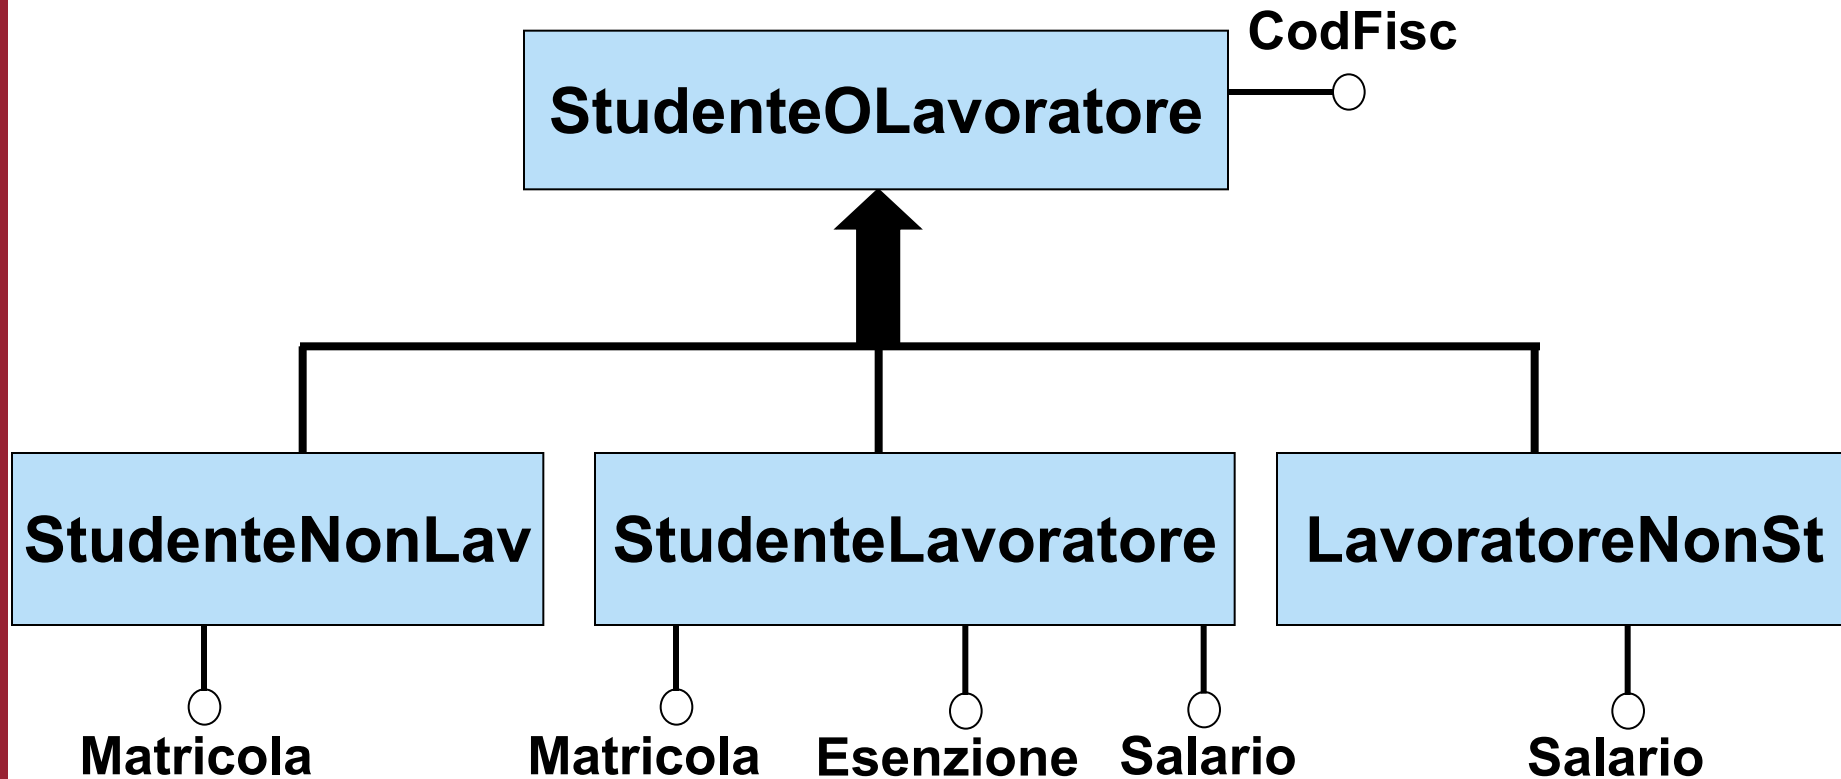 CodFisc
StudenteOLavoratore
StudenteNonLav
StudenteLavoratore
LavoratoreNonSt
Matricola
Matricola
Esenzione
Salario
Salario